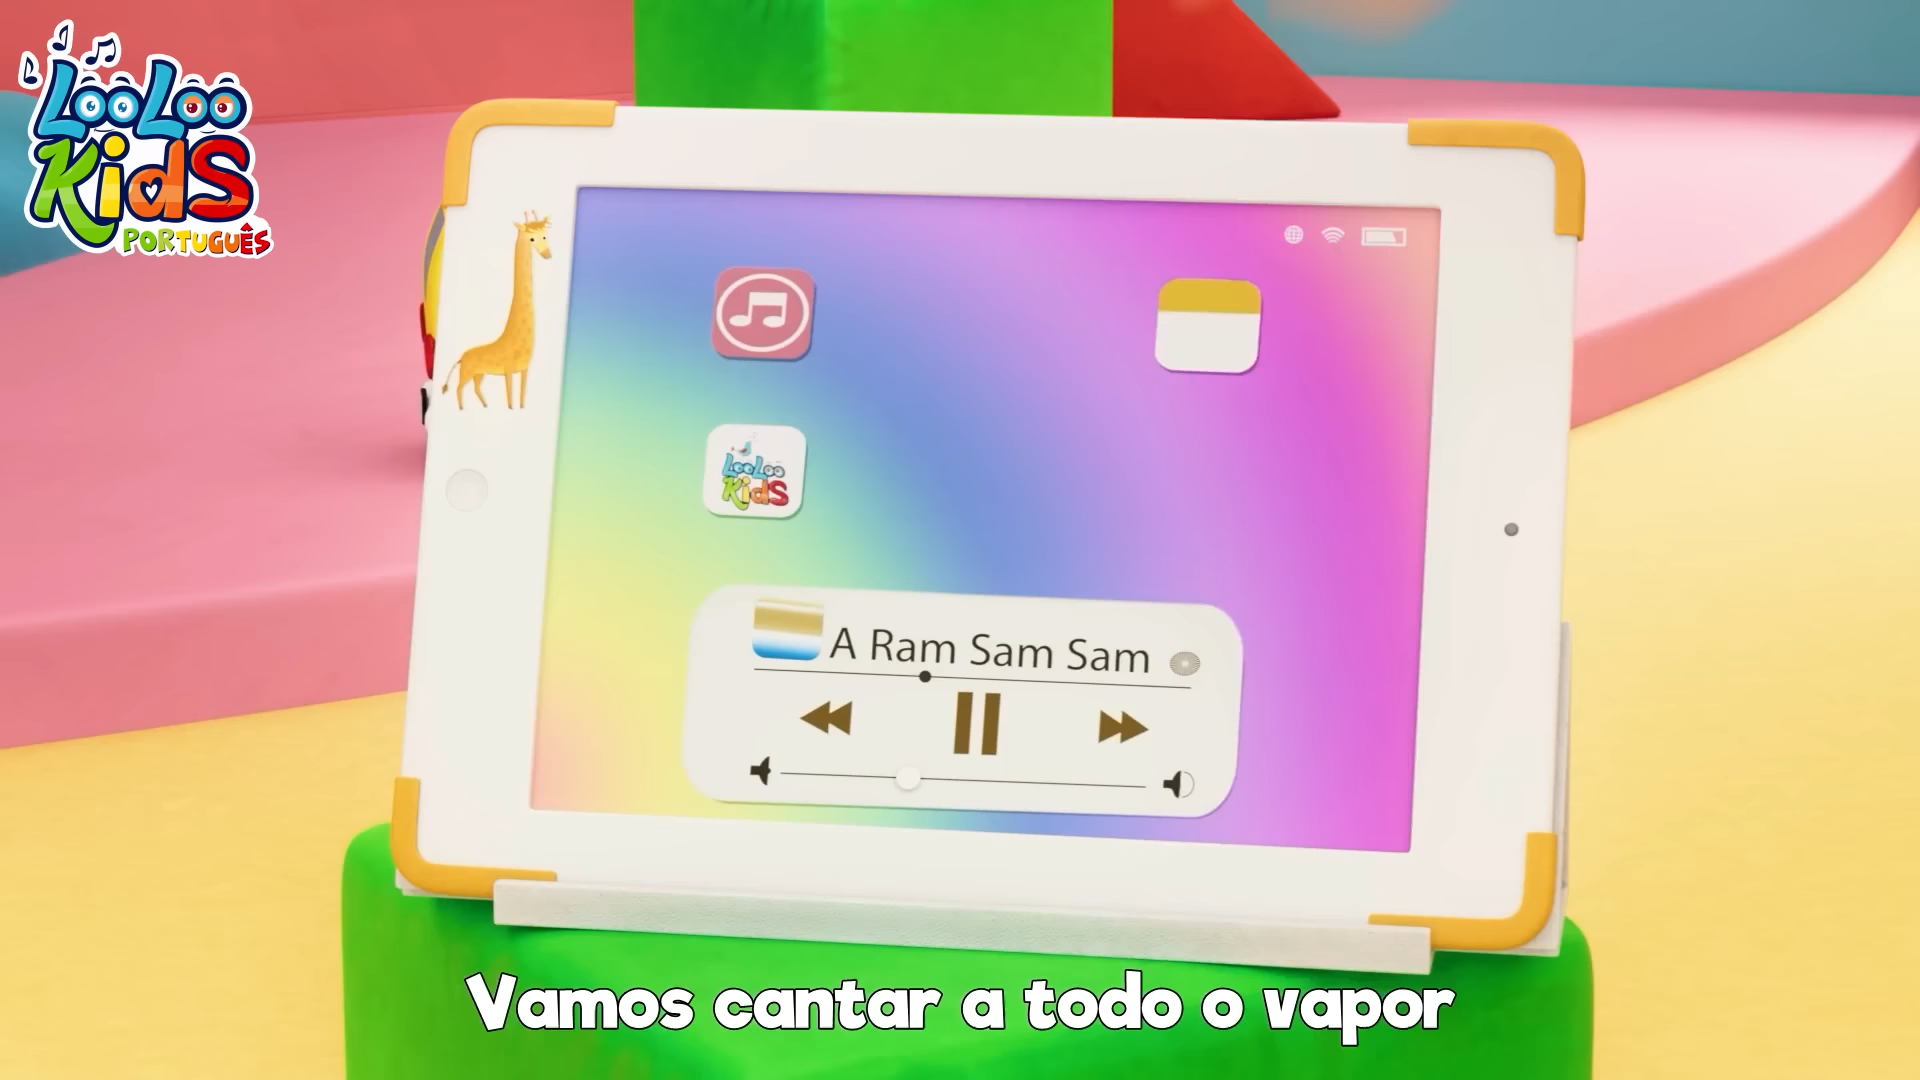 LooLoo
Kids
PORTUGUÊS
LooLoo
Kids
A Ram Sam Sam
Vamos cantar a todo o vapor